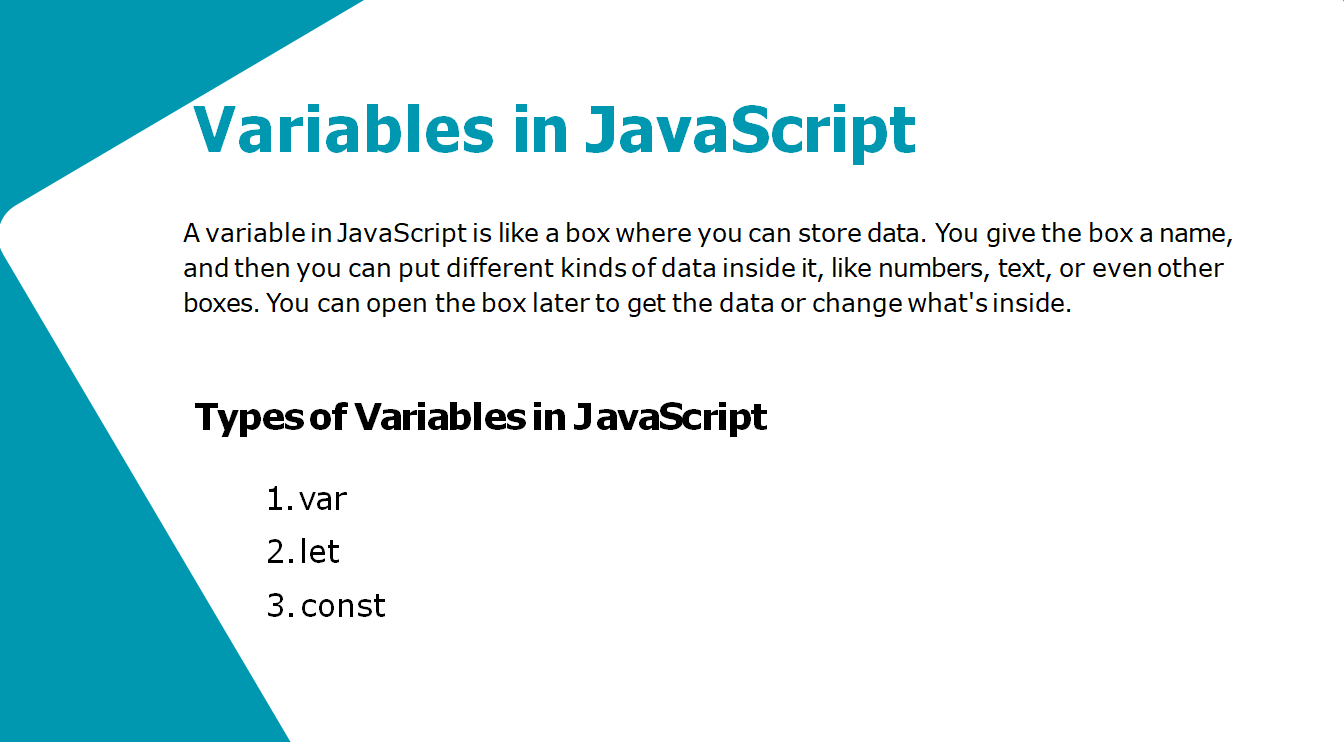 Variables in JavaScript
A variable in JavaScript is like a box where you can store data. You give the box a name,
and then you can put different kinds of data inside it, like numbers, text, or even other
boxes. You can open the box later to get the data or change what's inside.
Types of Variables in JavaScript
1. var
2. let
3. const